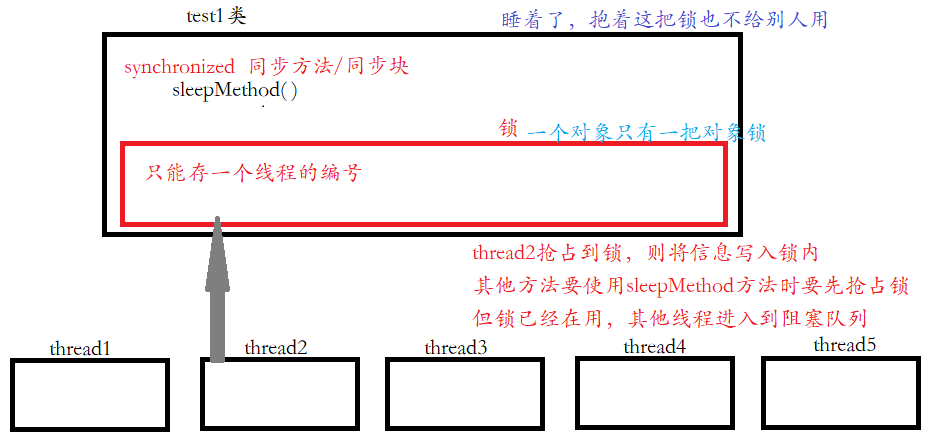 test1类
睡着了，抱着这把锁也不给别人用
synchronized 同步方法/同步块
sleepMethod( )
锁 一个对象只有一把对象锁
只能存一个线程的编号
thread2抢占到锁，则将信息写入锁内
其他方法要使用sleepMethod方法时要先抢占锁
但锁已经在用，其他线程进入到阻塞队列
thread1
thread2
thread3
thread4
thread5